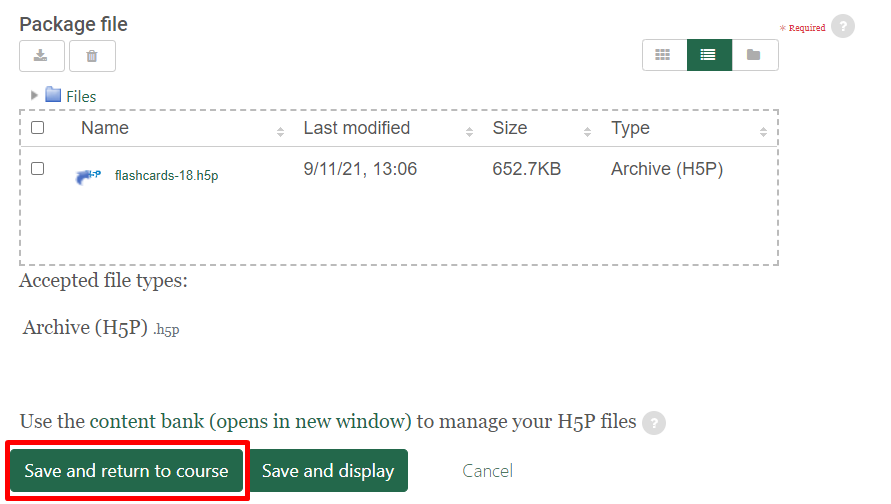 Package file
* Required ?
Files
Name Last modified Size Type
H-P flashcards-18.h5p 9/11/21, 13:06 652.7KB Archive (H5P)
Accepted file types:
Archive (H5P) .h5p
Use the content bank (opens in new window) to manage your H5P files ?
Save and return to course Save and display Cancel